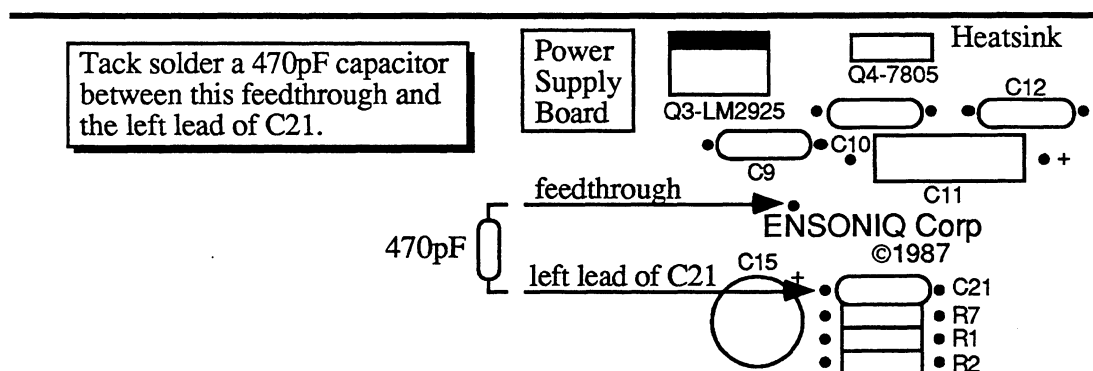 Tack solder a 470pF capacitor
between this feedthrough and
the left lead of C21.
Power
Supply
Board
Q3-LM2925
Heatsink
Q4-7805
C12
C10
C9
+
C11
feedthrough
ENSONIQ Corp
©1987
470pF
left lead of C21
C15
+
C21
R7
R1
R2